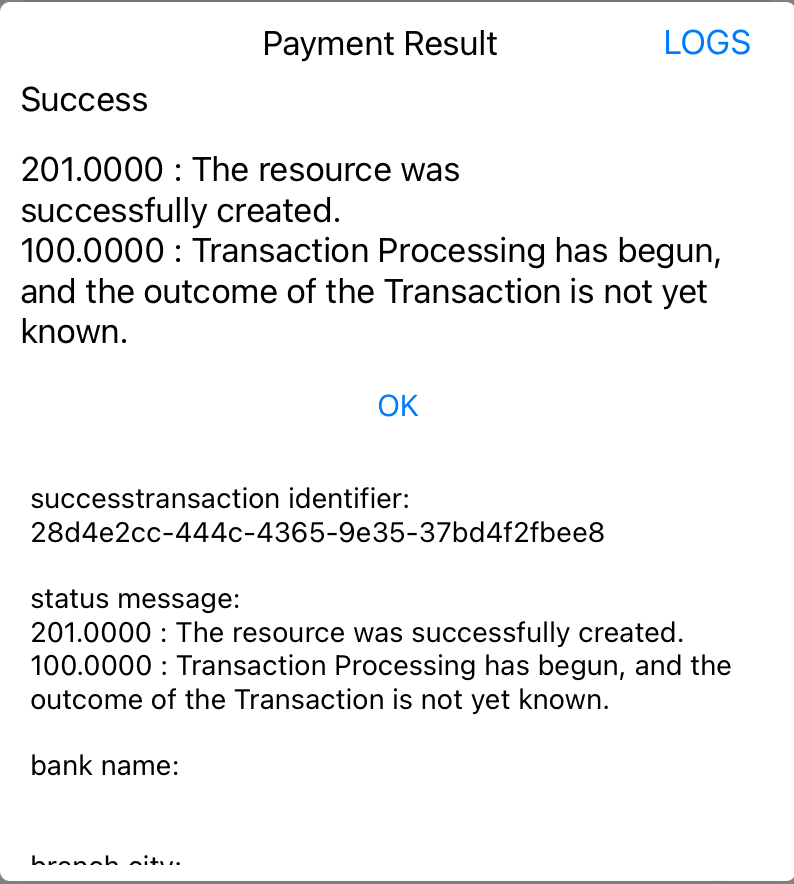 Payment Result
LOGS
Success
201.0000 : The resource was
successfully created.
100.0000 : Transaction Processing has begun,
and the outcome of the Transaction is not yet
known.
OK
successtransaction identifier:
28d4e2cc-444c-4365-9e35-37bd4f2fbee8
status message:
201.0000 : The resource was successfully created.
100.0000 : Transaction Processing has begun, and the
outcome of the Transaction is not yet known.
bank name:
branch city: